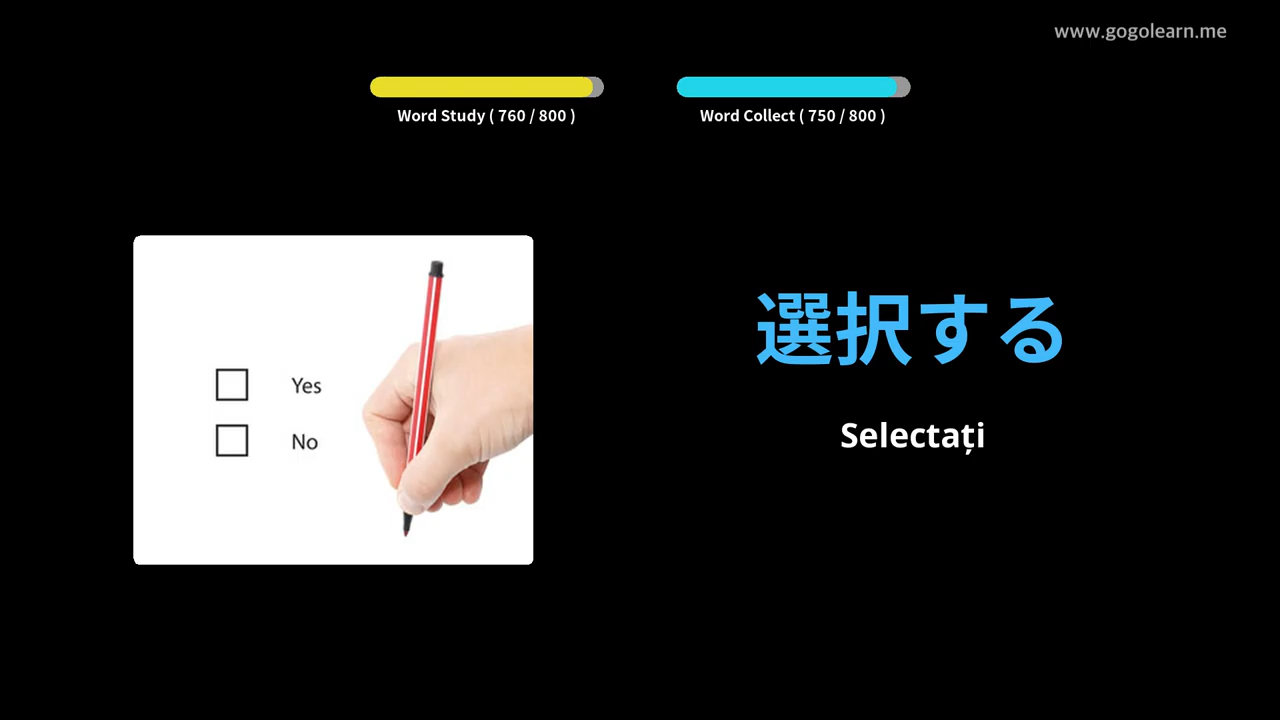 www.gogolearn.me
Word Study ( 760 / 800 )
Word Collect ( 750 / 800 )
Yes
No
選択する
Selectați